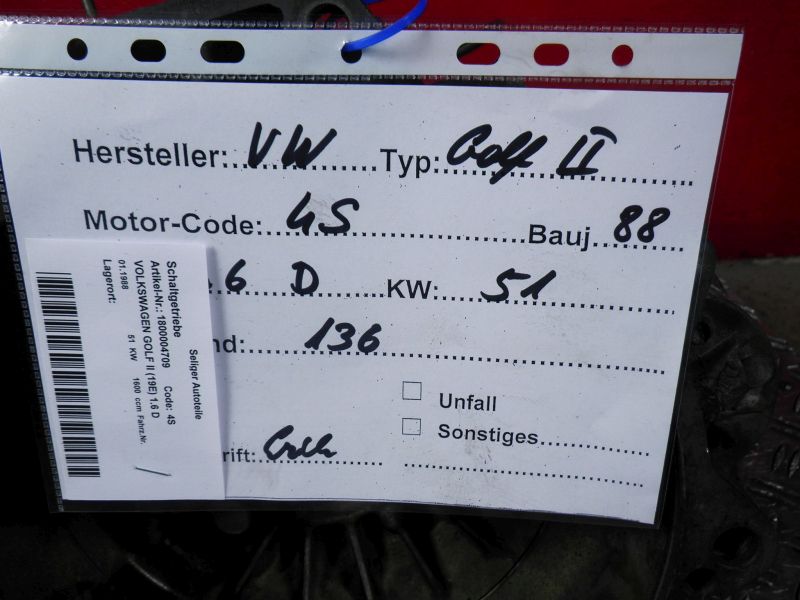 Hersteller: VW Typ: Golf II
Motor-Code: 4S Bauj. 88
6 D KW: 51
nd: 136
Unfall
Sonstiges
rift:
Seliger Autoteile
Schaltgetriebe Code: 4S
Artikel-Nr.: 1800004709
VOLKSWAGEN GOLF II (19E) 1.6 D
01.1988 51 KW 1600 ccm Fahrz.Nr.
Lagerort: